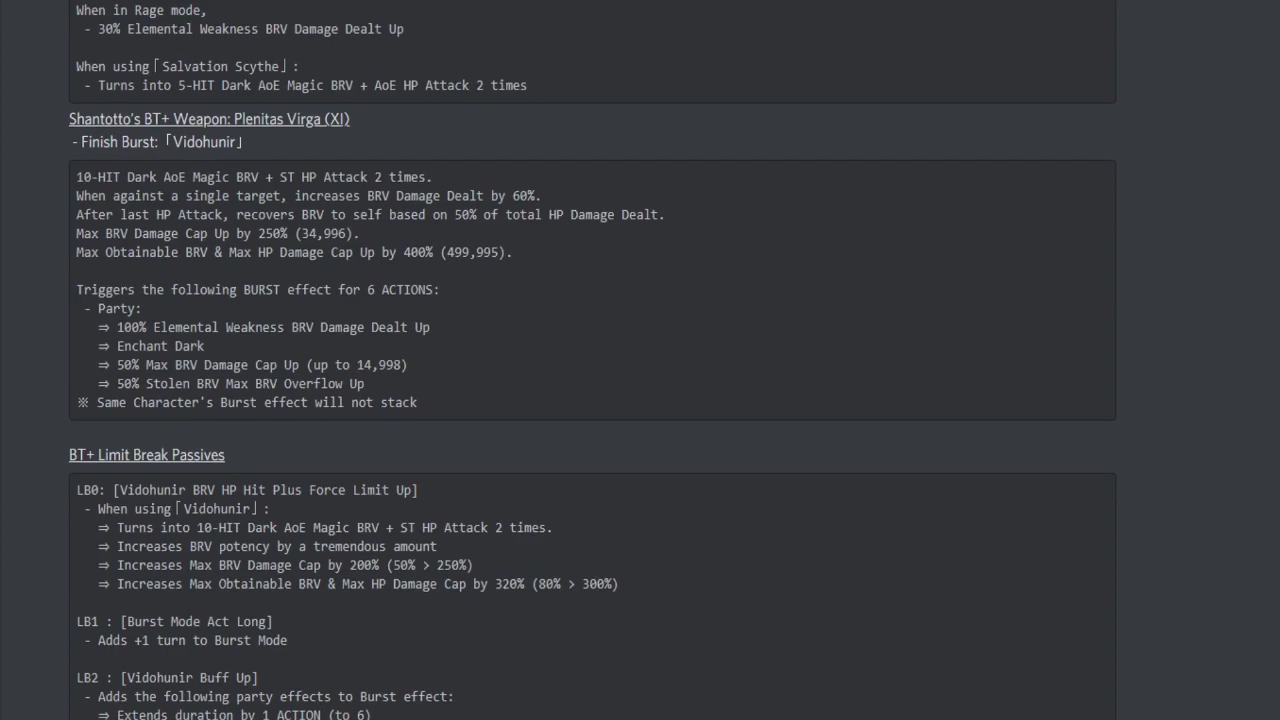 When in Rage mode,
- 30% Elemental Weakness BRV Damage Dealt Up
When using「Salvation Scythe」:
- Turns into 5-HIT Dark AoE Magic BRV + AoE HP Attack 2 times
Shantotto's BT+ Weapon: Plenitas Virga (XI)
- Finish Burst:「Vidohunir」
10-HIT Dark AoE Magic BRV + ST HP Attack 2 times.
When against a single target, increases BRV Damage Dealt by 60%.
After last HP Attack, recovers BRV to self based on 50% of total HP Damage Dealt.
Max BRV Damage Cap Up by 250% (34,996).
Max Obtainable BRV & Max HP Damage Cap Up by 400% (499,995).
Triggers the following BURST effect for 6 ACTIONS:
- Party:
⇒ 100% Elemental Weakness BRV Damage Dealt Up
⇒ Enchant Dark
⇒ 50% Max BRV Damage Cap Up (up to 14,998)
⇒ 50% Stolen BRV Max BRV Overflow Up
※ Same Character's Burst effect will not stack
BT+ Limit Break Passives
LB0: [Vidohunir BRV HP Hit Plus Force Limit Up]
- When using「Vidohunir」:
⇒ Turns into 10-HIT Dark AoE Magic BRV + ST HP Attack 2 times.
⇒ Increases BRV potency by a tremendous amount
⇒ Increases Max BRV Damage Cap by 200% (50% > 250%)
⇒ Increases Max Obtainable BRV & Max HP Damage Cap by 320% (80% > 300%)
LB1 : [Burst Mode Act Long]
- Adds +1 turn to Burst Mode
LB2 : [Vidohunir Buff Up]
- Adds the following party effects to Burst effect:
⇒ Extends duration by 1 ACTION (to 6)